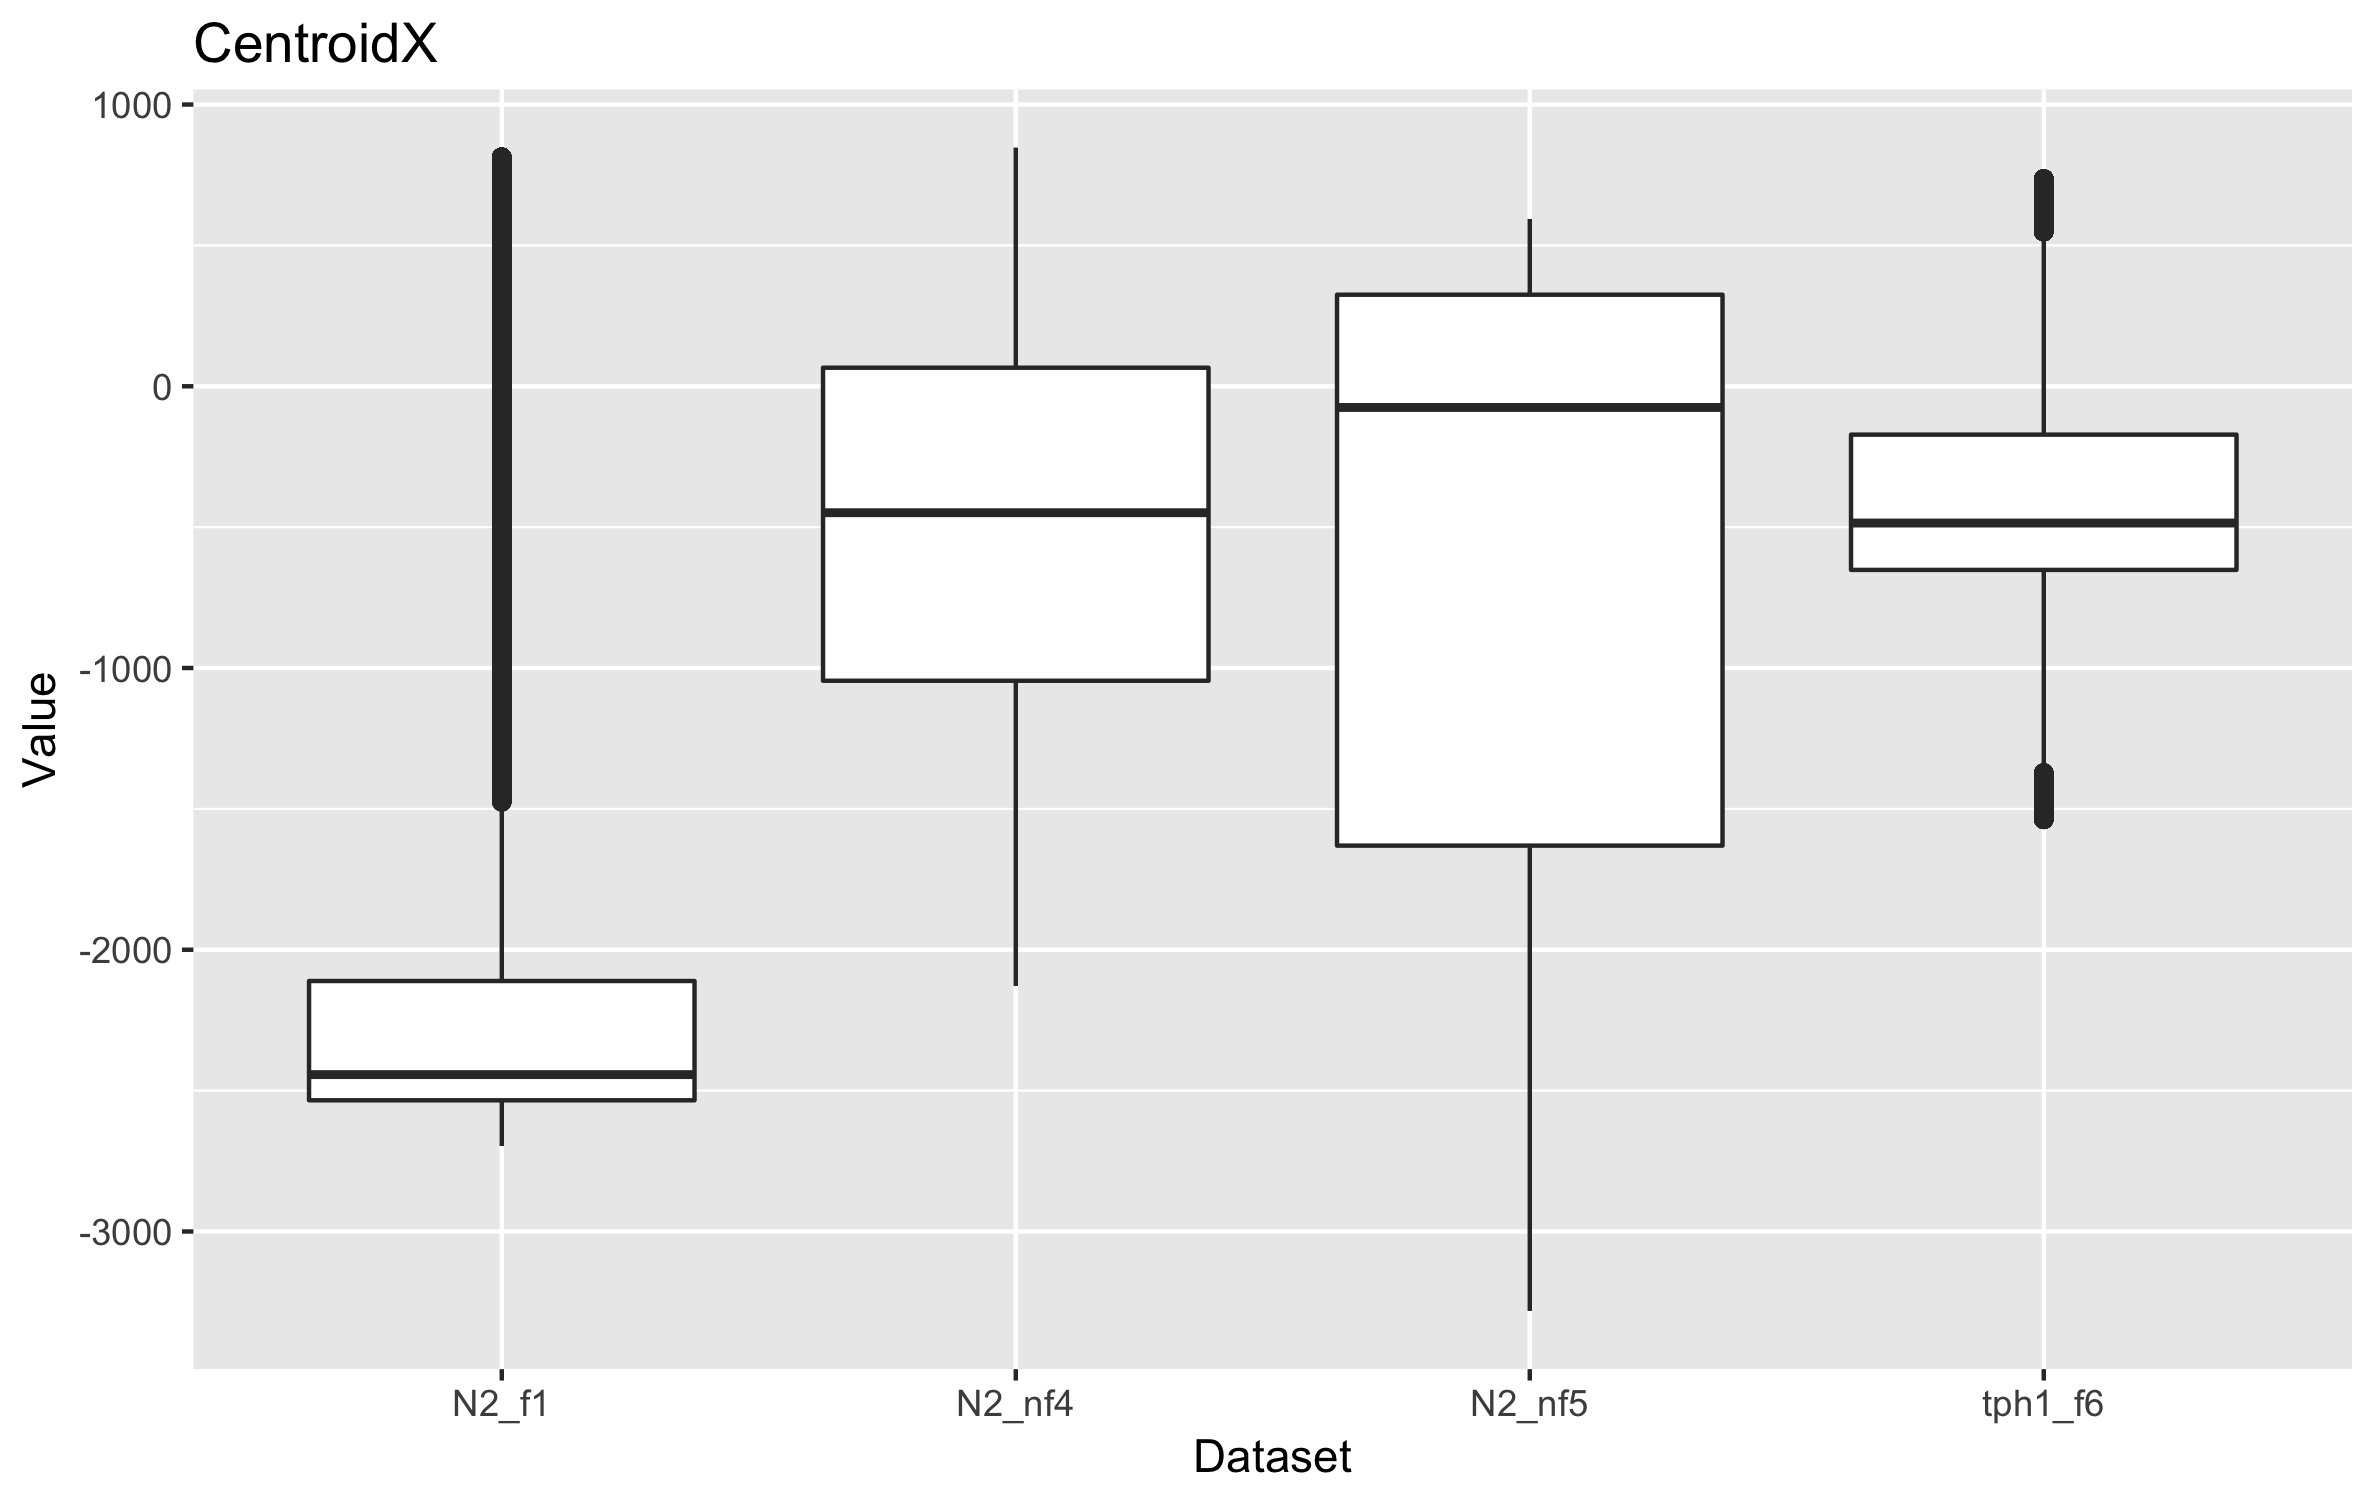 CentroidX
1000
0
-1000
-2000
-3000
Value
N2_f1 N2_nf4 N2_nf5 tph1_f6
Dataset